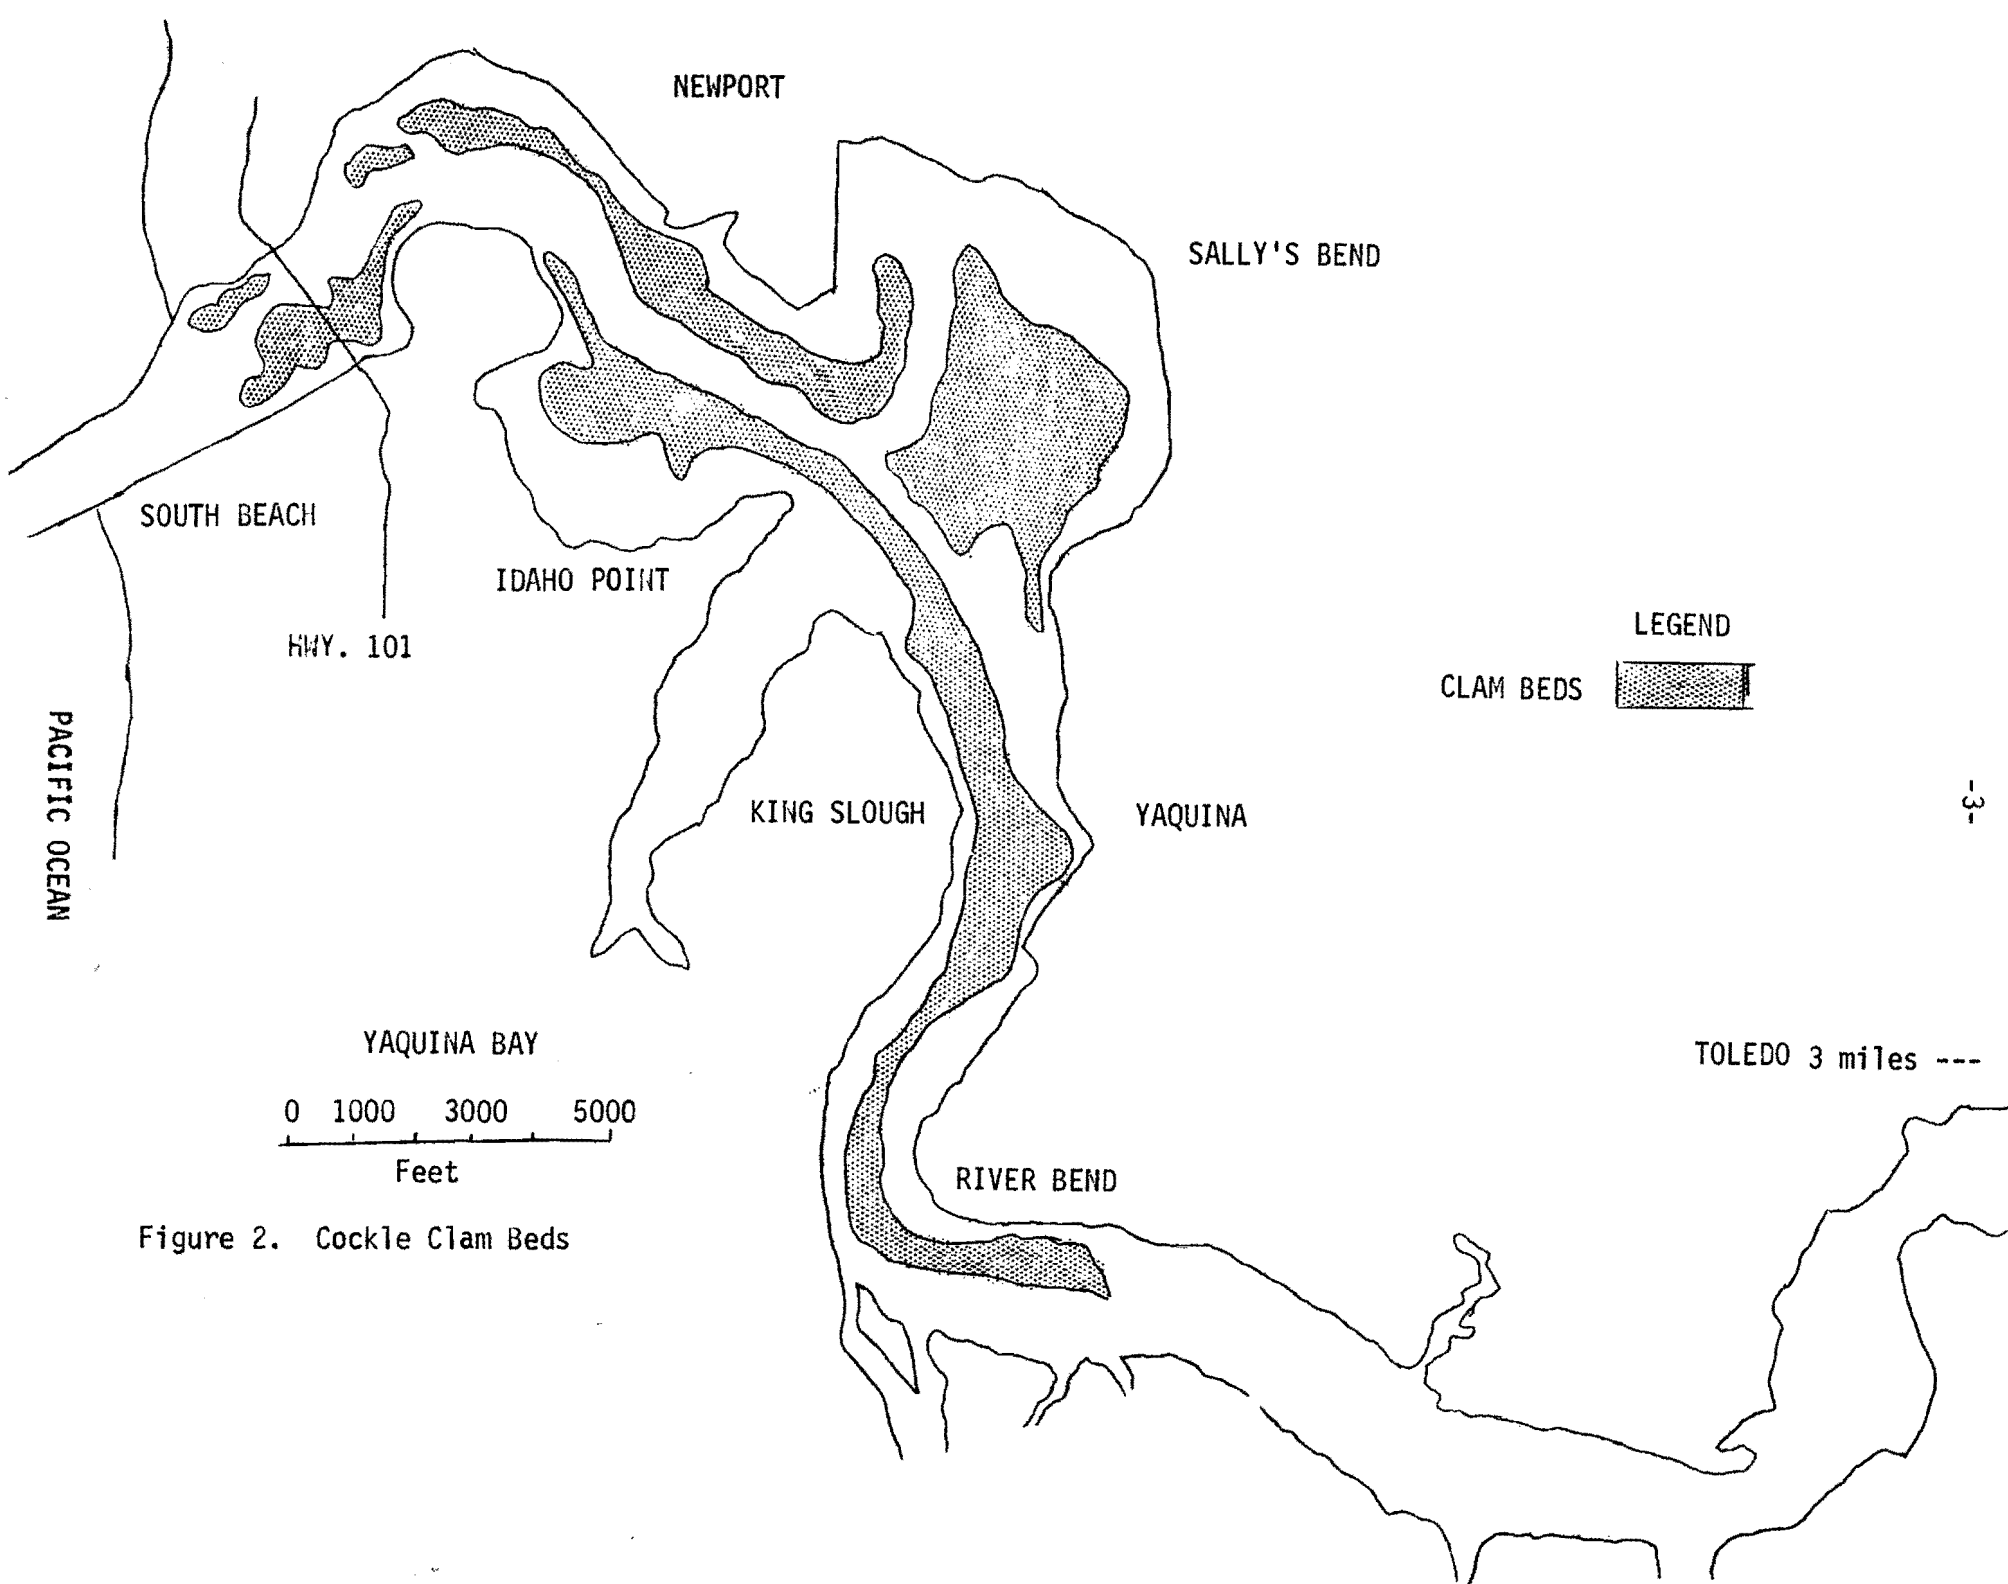 NEWPORT
SALLY'S BEND
SOUTH BEACH
IDAHO POINT
HWY. 101
LEGEND
CLAM BEDS
PACIFIC OCEAN
KING SLOUGH
YAQUINA
-3-
YAQUINA BAY
TOLEDO 3 miles ---
0 1000 3000 5000
Feet
RIVER BEND
Figure 2. Cockle Clam Beds